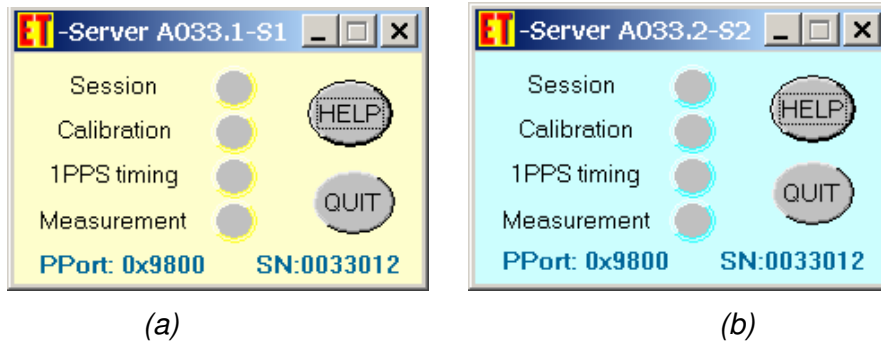 ET -Server A033.1-S1
Session
HELP
Calibration
1PPS timing
QUIT
Measurement
PPort: 0x9800 SN:0033012
(a)
ET -Server A033.2-S2
Session
HELP
Calibration
1PPS timing
QUIT
Measurement
PPort: 0x9800 SN:0033012
(b)